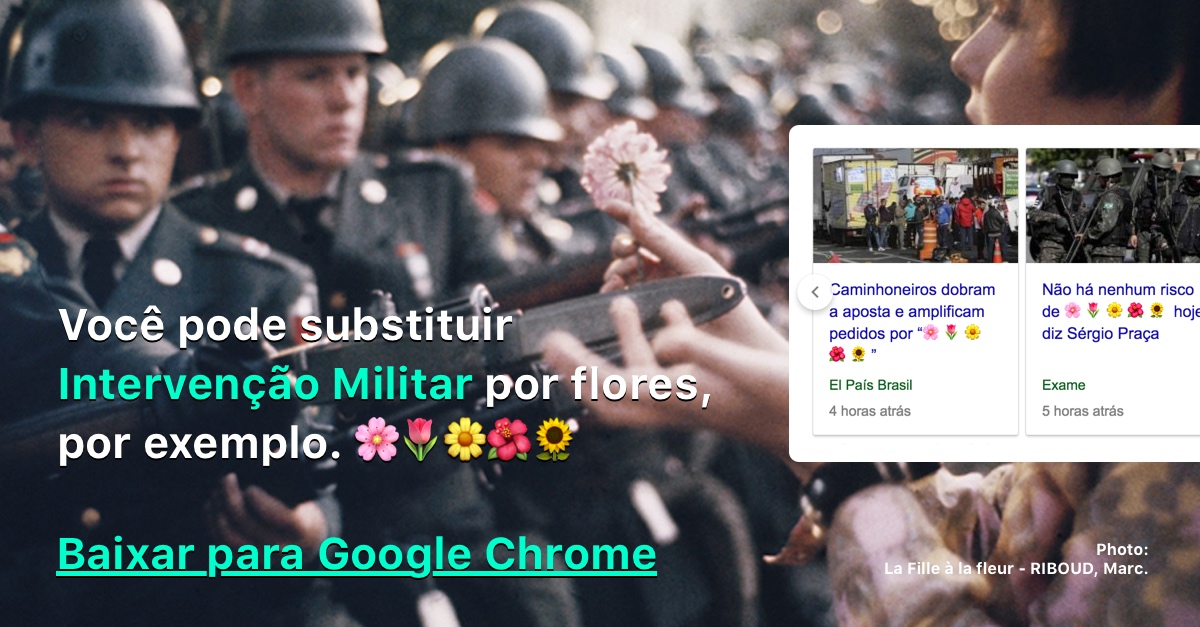 Você pode substituir
Intervenção Militar por flores,
por exemplo. 🌸🌷🌼🌺🌻
Baixar para Google Chrome
Caminhoneiros dobram
a aposta e amplificam
pedidos por “🌸 🌷 🌼
🌺 🌻 ”
El País Brasil
4 horas atrás
Não há nenhum risco
de 🌸 🌷 🌼 🌺 🌻 hoje
diz Sérgio Praça
Exame
5 horas atrás
Photo:
La Fille à la fleur - RIBOUD, Marc.